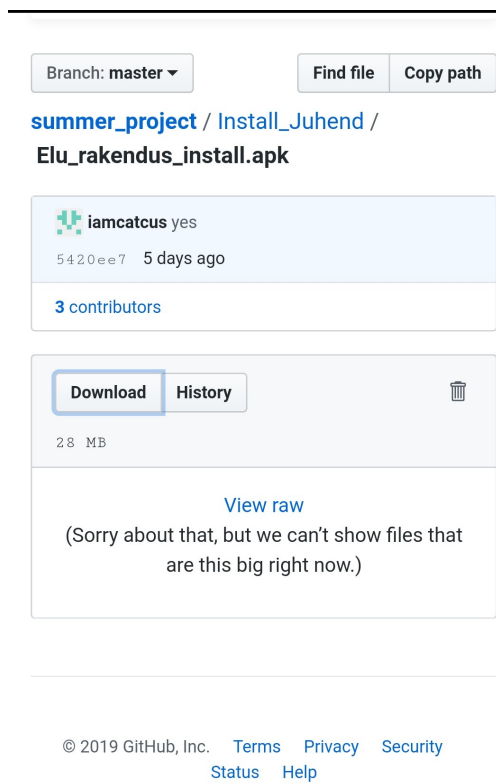 Branch: master
Find file Copy path
summer_project / Install_Juhend /
Elu_rakendus_install.apk
iamcatcus yes
5420ee7 5 days ago
3 contributors
Download History
28 MB
View raw
(Sorry about that, but we can’t show files that
are this big right now.)
© 2019 GitHub, Inc. Terms Privacy Security
Status Help